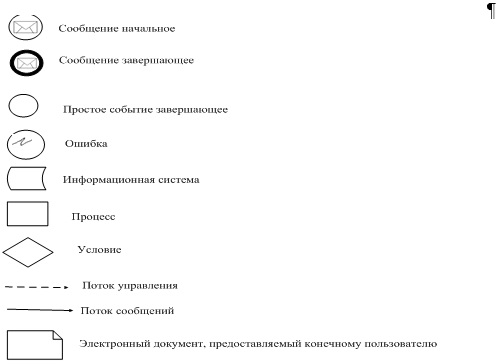 ¶
Сообщение начальное
Сообщение завершающее
Простое событие завершающее
Ошибка
Информационная система
Процесс
Условие
Поток управления
Поток сообщений
Электронный документ, предоставляемый конечному пользователю